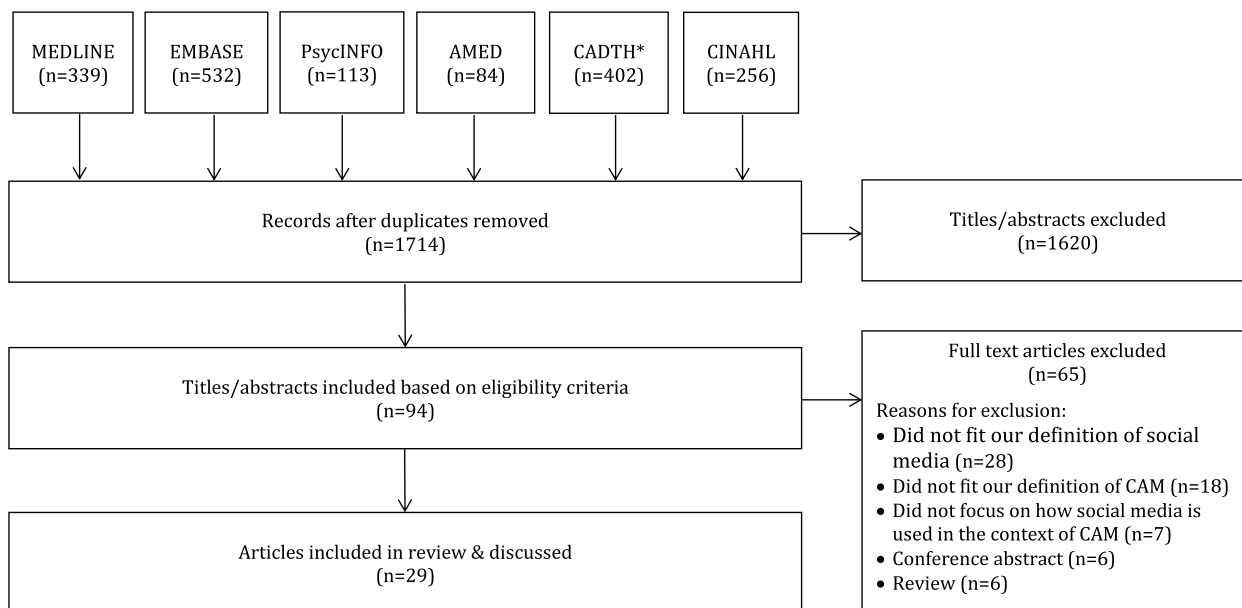 MEDLINE
(n=339)
EMBASE
(n=532)
PsycINFO
(n=113)
AMED
(n=84)
CADTH*
(n=402)
CINAHL
(n=256)
Records after duplicates removed
(n=1714)
Titles/abstracts excluded
(n=1620)
Titles/abstracts included based on eligibility criteria
(n=94)
Full text articles excluded
(n=65)
Reasons for exclusion:
• Did not fit our definition of social
media (n=28)
• Did not fit our definition of CAM (n=18)
• Did not focus on how social media is
used in the context of CAM (n=7)
• Conference abstract (n=6)
• Review (n=6)
Articles included in review & discussed
(n=29)